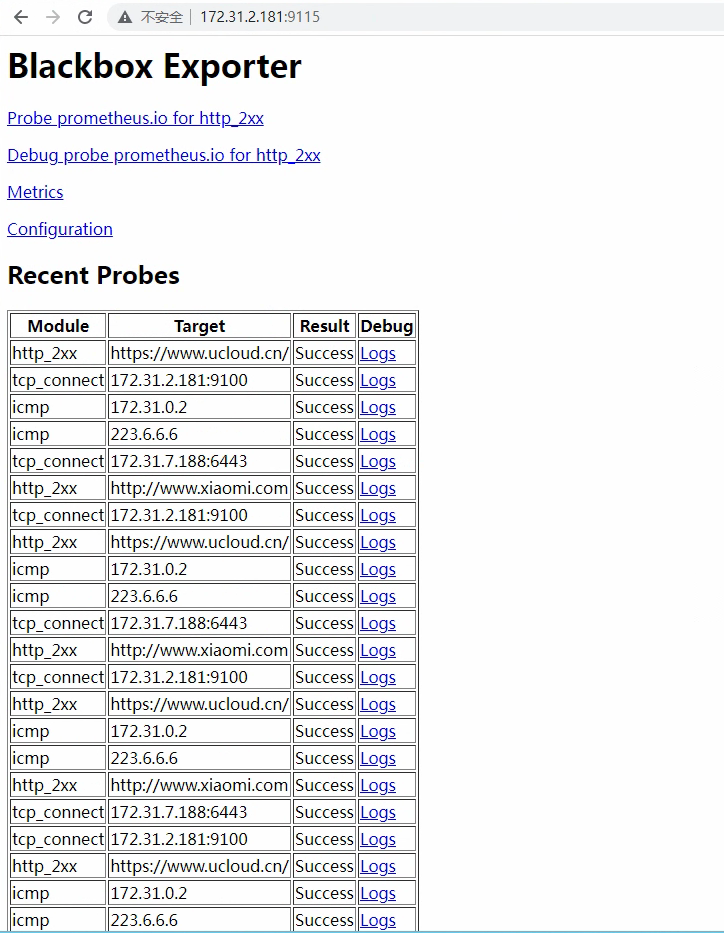 不安全 172.31.2.181:9115
Blackbox Exporter
Probe prometheus.io for http_2xx
Debug probe prometheus.io for http_2xx
Metrics
Configuration
Recent Probes
Module Target Result Debug
http_2xx https://www.ucloud.cn/ Success Logs
tcp_connect 172.31.2.181:9100 Success Logs
icmp 172.31.0.2 Success Logs
icmp 223.6.6.6 Success Logs
tcp_connect 172.31.7.188:6443 Success Logs
http_2xx http://www.xiaomi.com Success Logs
tcp_connect 172.31.2.181:9100 Success Logs
http_2xx https://www.ucloud.cn/ Success Logs
icmp 172.31.0.2 Success Logs
icmp 223.6.6.6 Success Logs
tcp_connect 172.31.7.188:6443 Success Logs
http_2xx http://www.xiaomi.com Success Logs
tcp_connect 172.31.2.181:9100 Success Logs
http_2xx https://www.ucloud.cn/ Success Logs
icmp 172.31.0.2 Success Logs
icmp 223.6.6.6 Success Logs
http_2xx http://www.xiaomi.com Success Logs
tcp_connect 172.31.7.188:6443 Success Logs
tcp_connect 172.31.2.181:9100 Success Logs
http_2xx https://www.ucloud.cn/ Success Logs
icmp 172.31.0.2 Success Logs
icmp 223.6.6.6 Success Logs